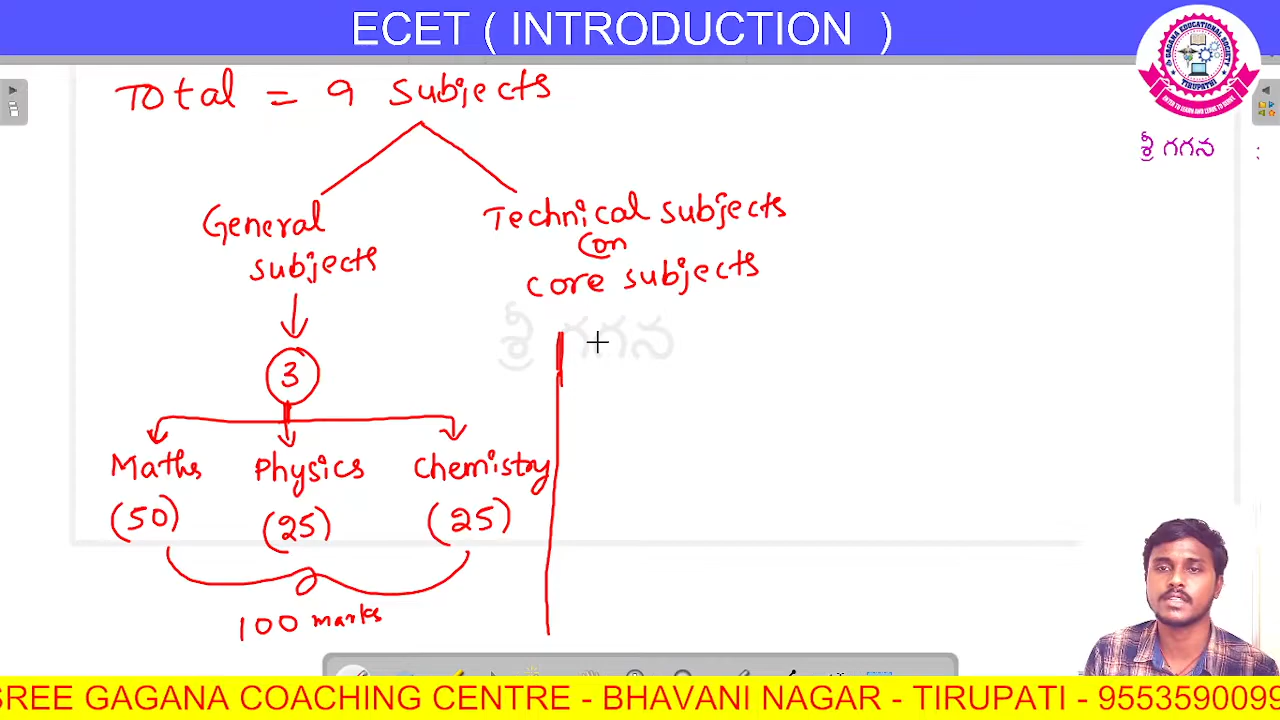 ECET ( INTRODUCTION )
Total = 9 subjects
General
subjects
Technical subjects
(or)
core subjects
3
Maths
Physics
Chemistry
(50)
(25)
(25)
100 marks
శ్రీ గగన
శ్రీ గగన
SREE GAGANA COACHING CENTRE - BHAVANI NAGAR - TIRUPATI - 9553590099